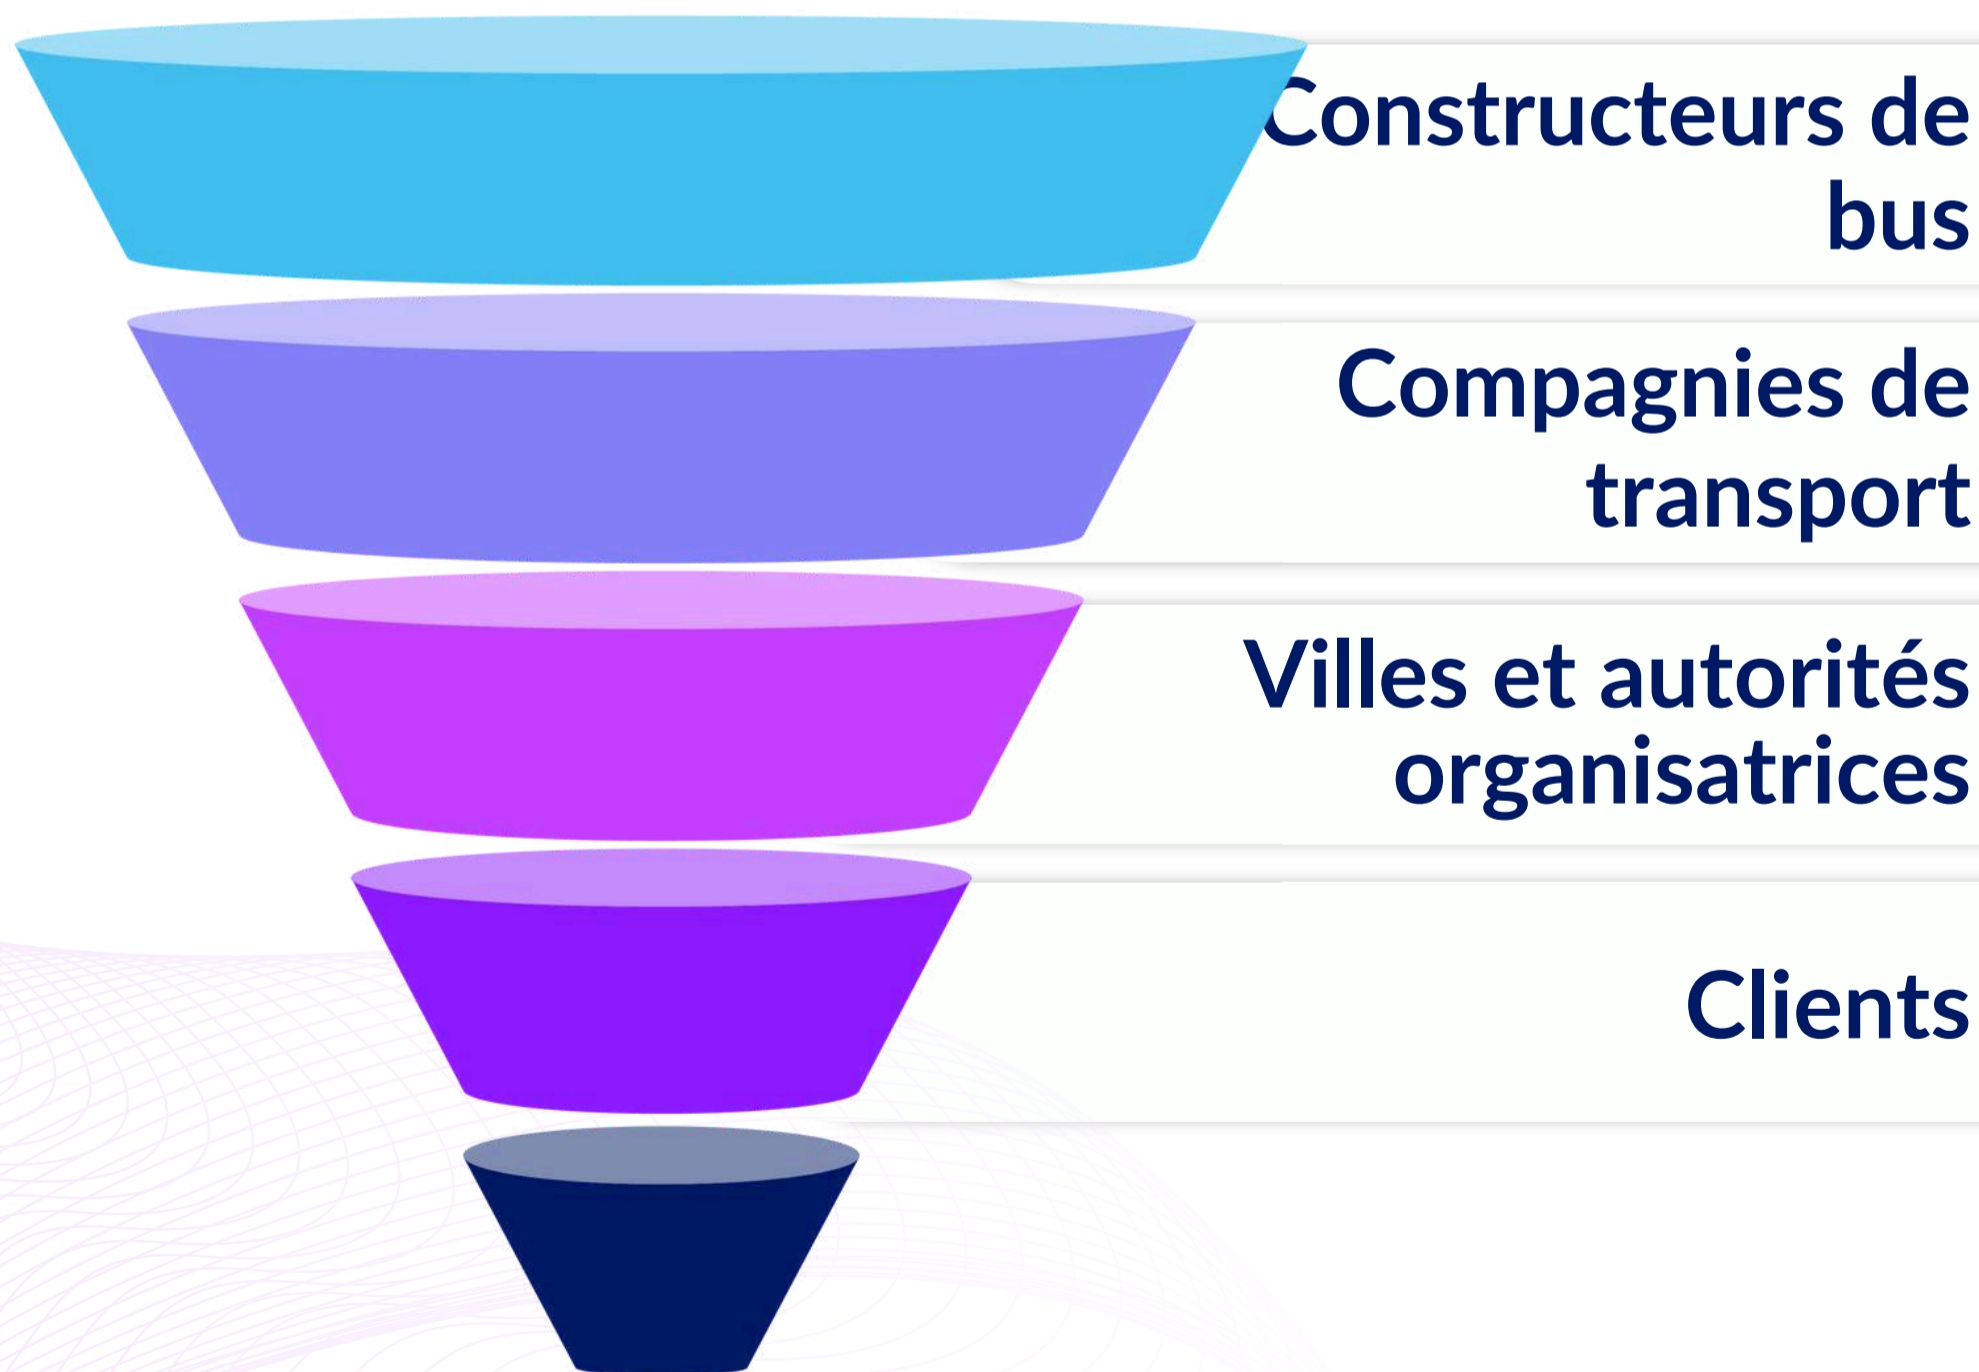 Constructeurs de
bus
Compagnies de
transport
Villes et autorités
organisatrices
Clients